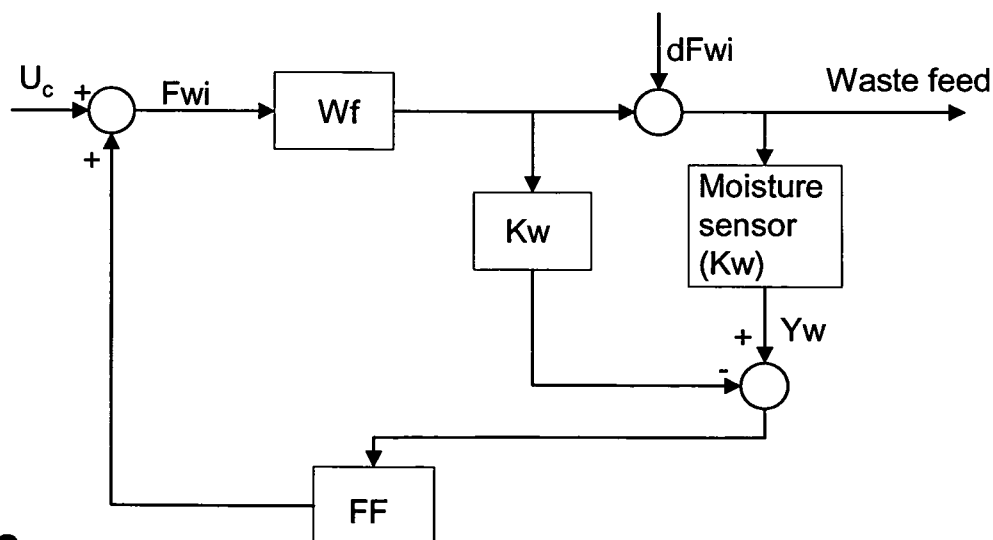 dFwi
Uc
+
Fwi
Wf
Waste feed
+
Kw
Moisture
sensor
(Kw)
+
Yw
-
FF